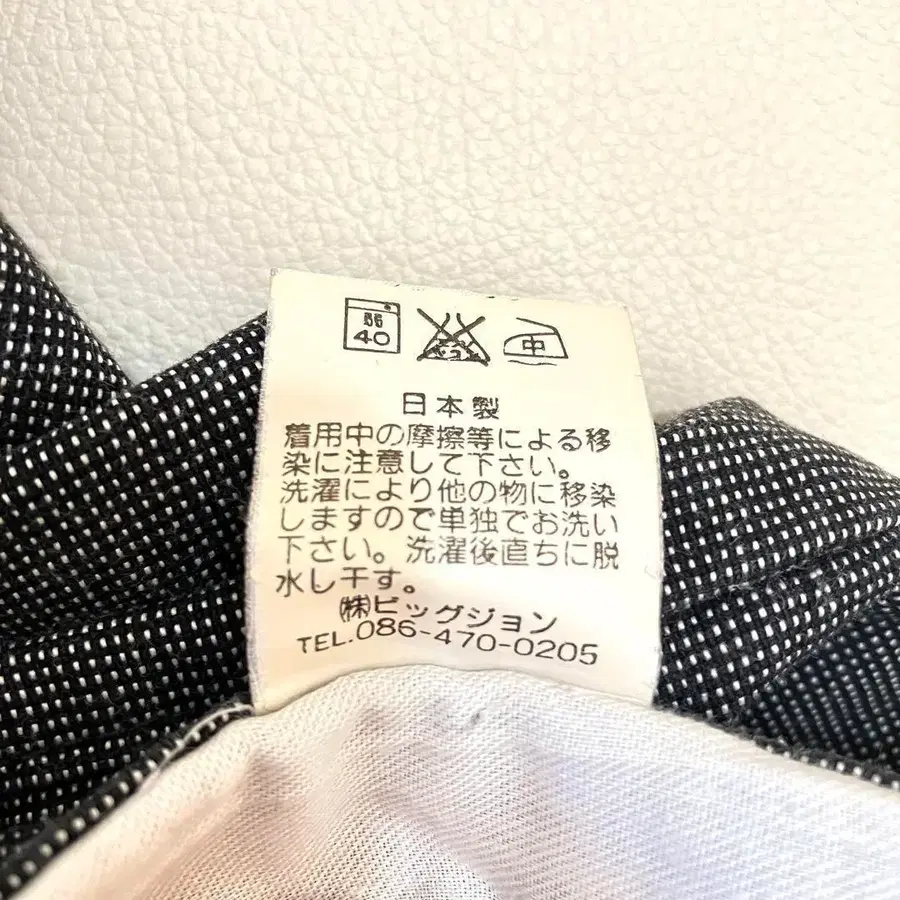 40
中
日本製
着用中の摩擦等による移
染に注意して下さい。
洗濯により他の物に移染
しますので単独でお洗い
下さい。洗濯後直ちに脱
水し干す。
㈱ビッグジョン
TEL.086-470-0205